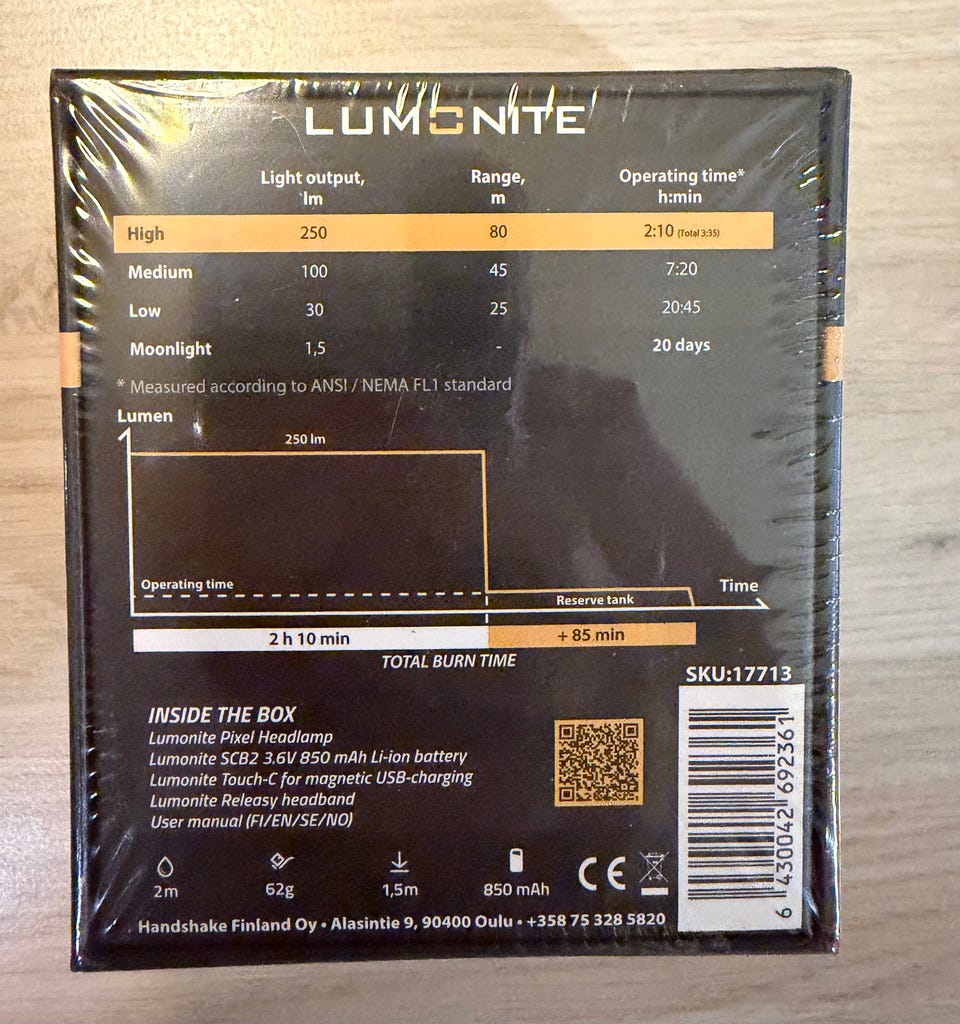 LUMONITE
Light output, lm Range, m Operating time* h:min
High 250 80 2:10 (Total 3:35)
Medium 100 45 7:20
Low 30 25 20:45
Moonlight 1,5 - 20 days
* Measured according to ANSI / NEMA FL1 standard
Lumen
250 lm
Operating time
Reserve tank
Time
2 h 10 min + 85 min
TOTAL BURN TIME
SKU:17713
INSIDE THE BOX
Lumonite Pixel Headlamp
Lumonite SCB2 3.6V 850 mAh Li-ion battery
Lumonite Touch-C for magnetic USB-charging
Lumonite Releasy headband
User manual (FI/EN/SE/NO)
6 430042 692361
2m 62g 1,5m 850 mAh CE
Handshake Finland Oy • Alasintie 9, 90400 Oulu • +358 75 328 5820